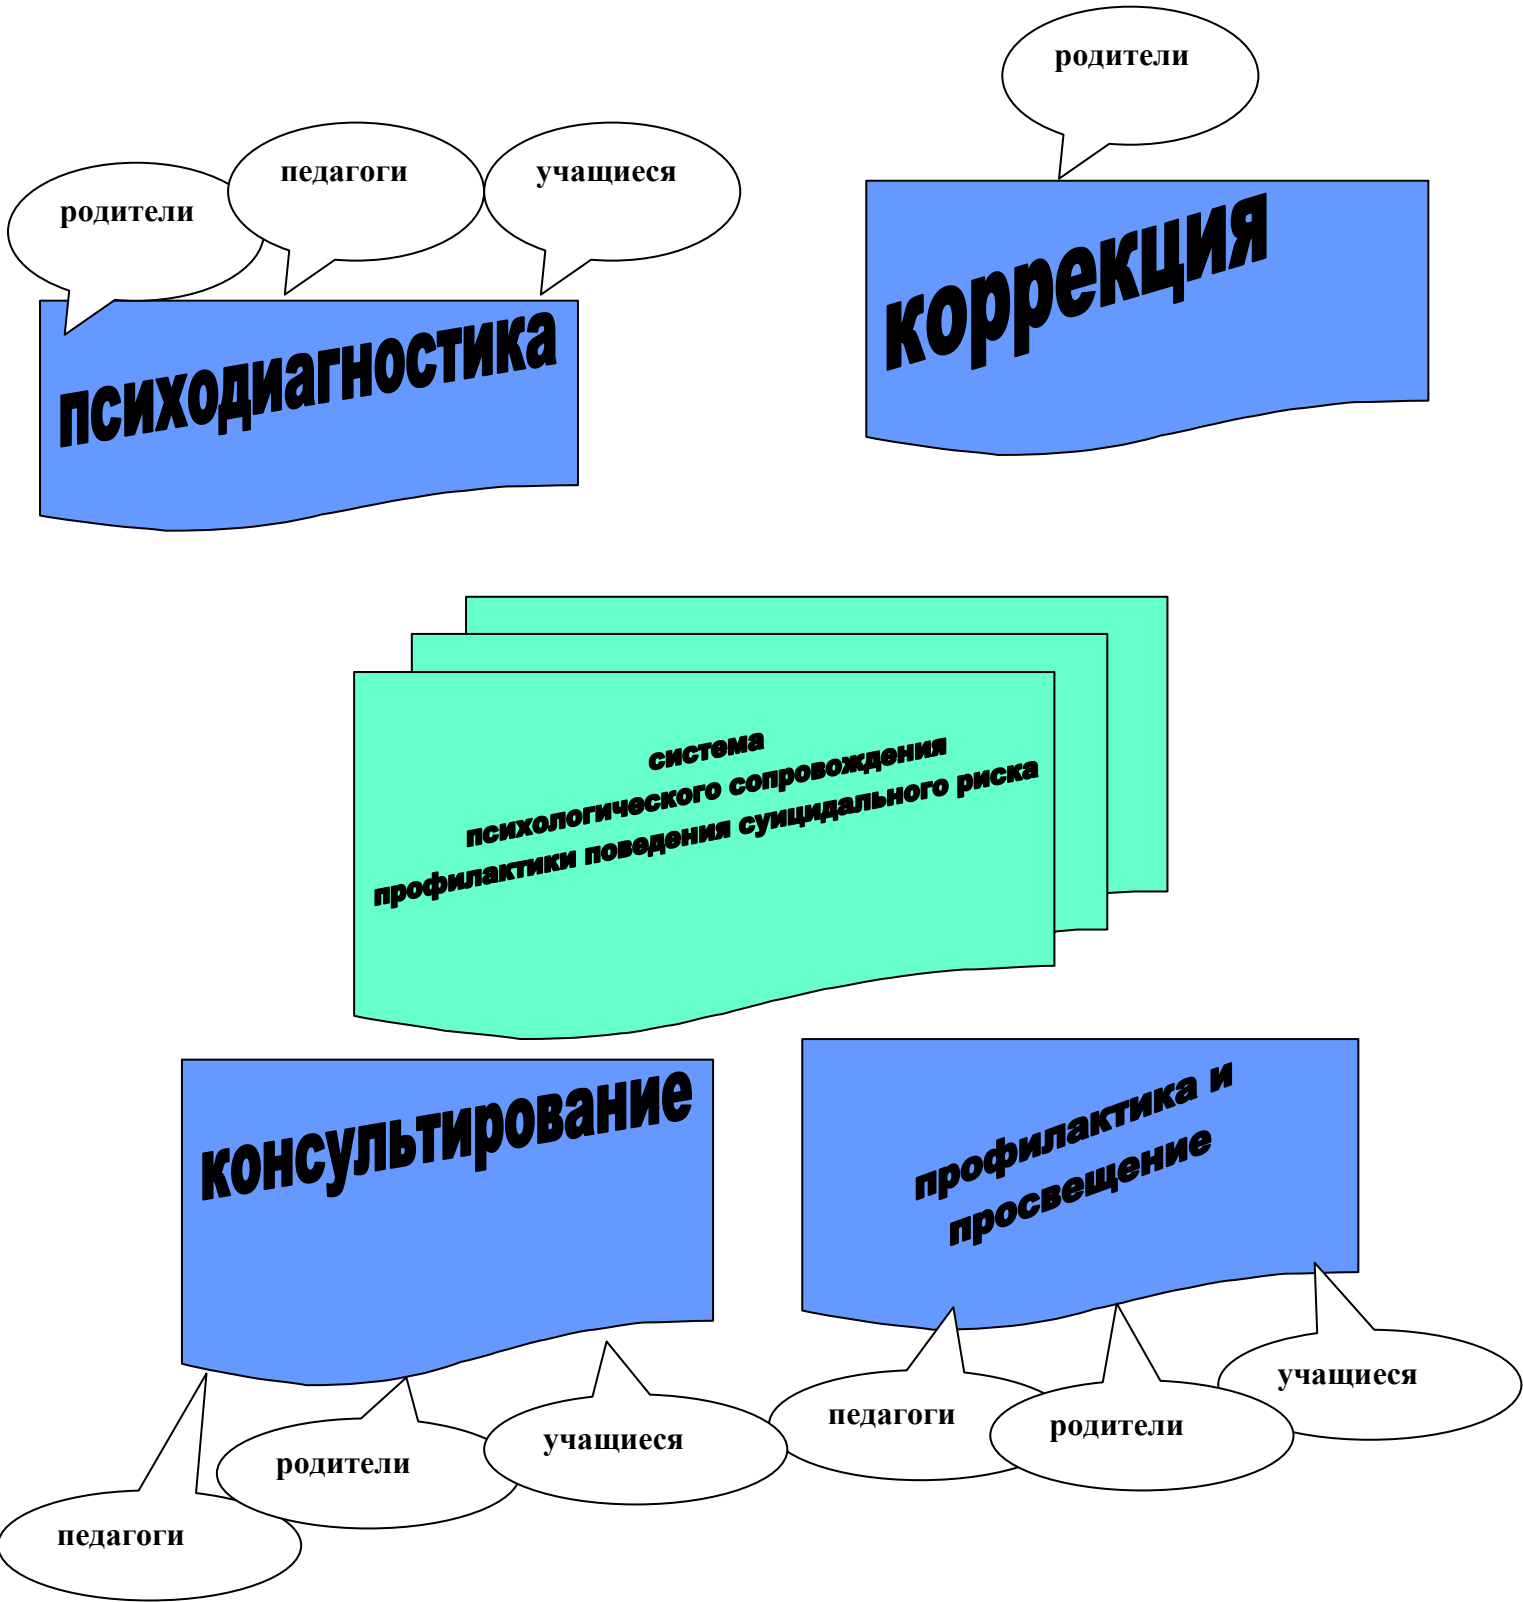 родители
педагоги
учащиеся
родители
психодиагностика
коррекция
система
психологического сопровождения
профилактики поведения суицидального риска
консультирование
профилактика и
просвещение
педагоги
родители
учащиеся
педагоги
родители
учащиеся